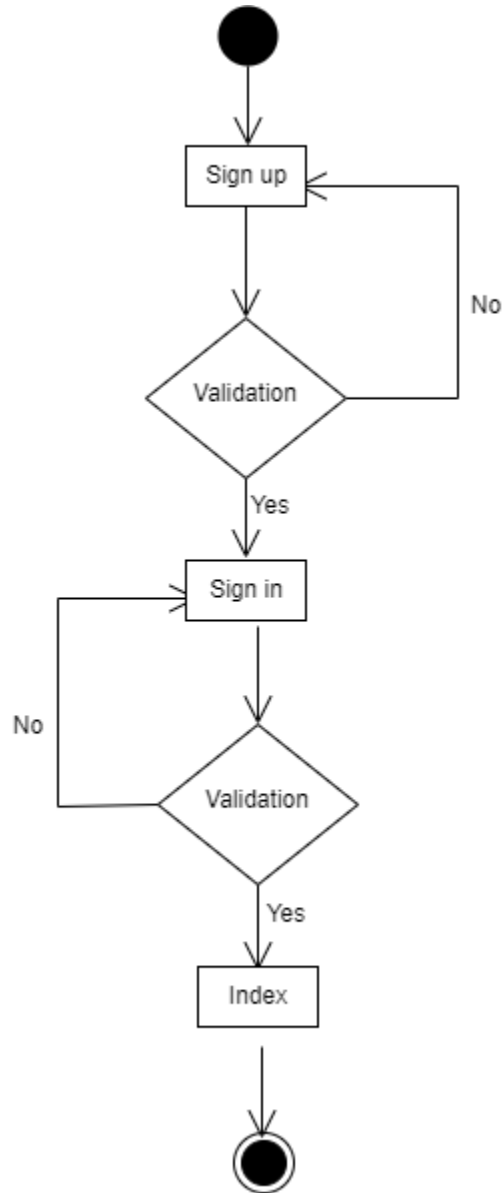 Sign up
No
Validation
Yes
Sign in
No
Validation
Yes
Index